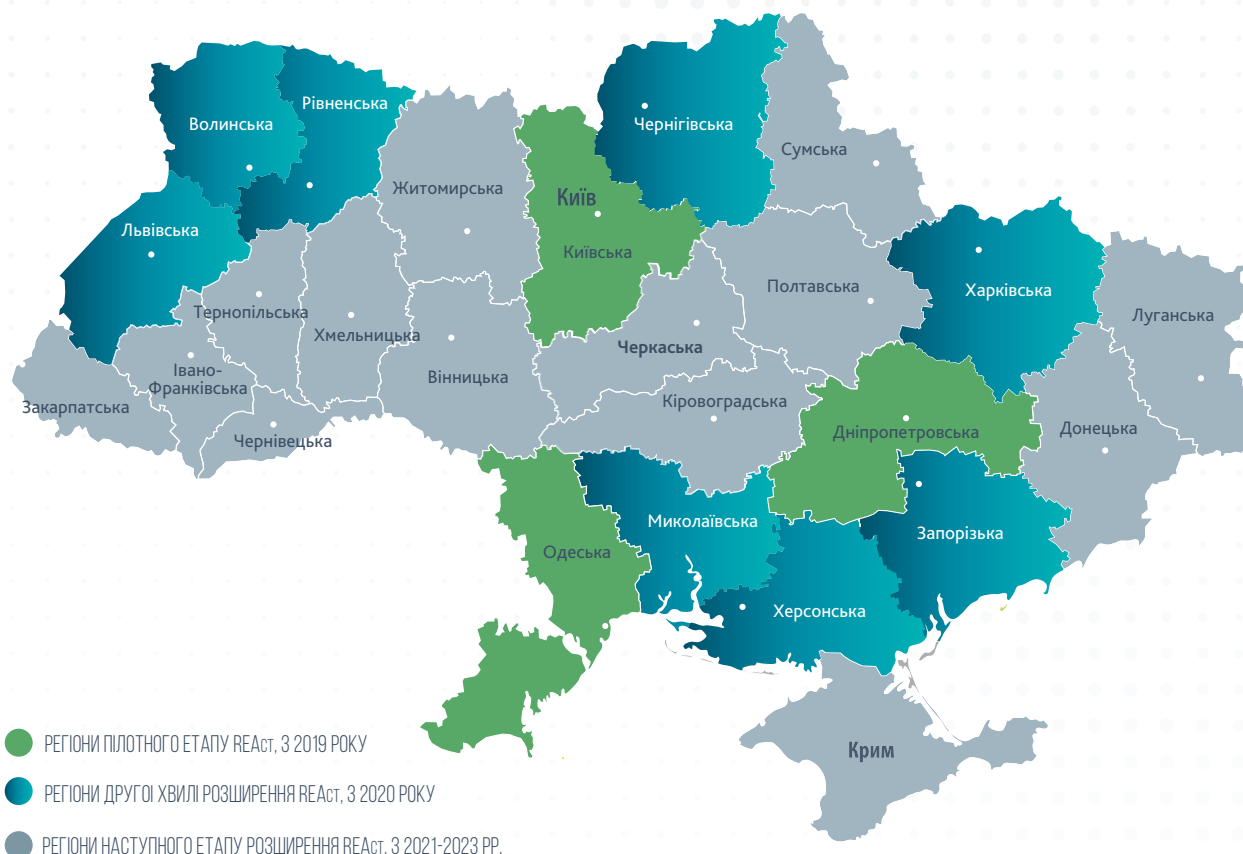 Рівненська
Волинська
Чернігівська
Сумська
Житомирська
Київ
Львівська
Київська
Полтавська
Харківська
Тернопільська
Луганська
Хмельницька
Черкаська
Івано-
Франківська
Вінницька
Закарпатська
Кіровоградська
Чернівецька
Дніпропетровська
Донецька
Миколаївська
Запорізька
Одеська
Херсонська
Крим
РЕГІОНИ ПІЛОТНОГО ЕТАПУ REAct, З 2019 РОКУ
РЕГІОНИ ДРУГОЇ ХВИЛІ РОЗШИРЕННЯ REAct, З 2020 РОКУ
РЕГІОНИ НАСТУПНОГО ЕТАПУ РОЗШИРЕННЯ REAct. З 2021-2023 РР.